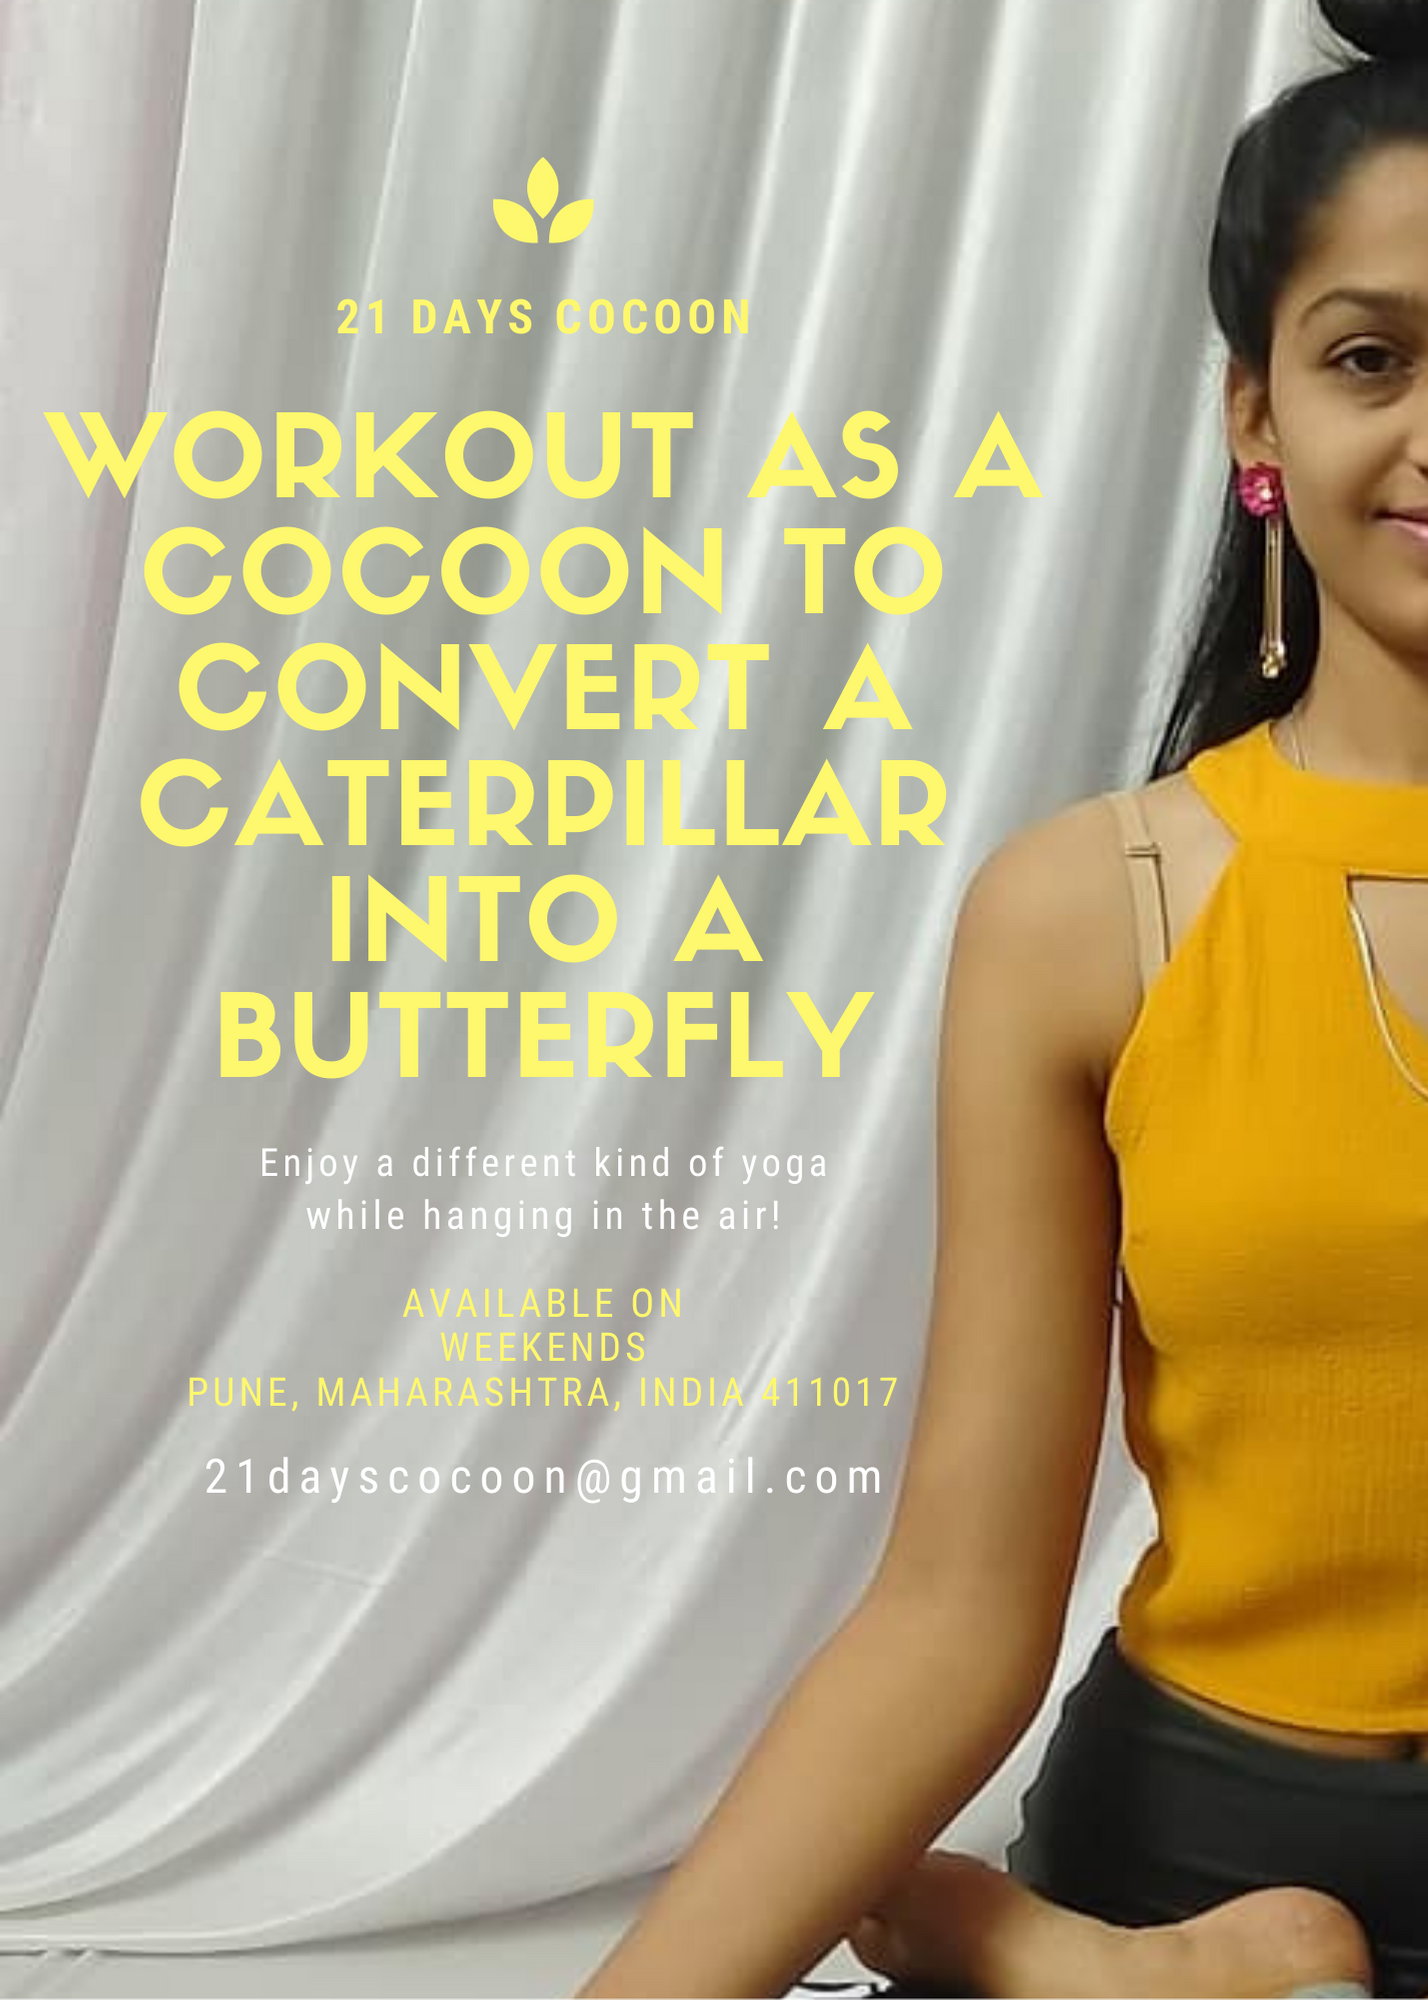 21 DAYS COCOON
WORKOUT AS A
COCOON TO
CONVERT A
CATERPILLAR
INTO A
BUTTERFLY
Enjoy a different kind of yoga
while hanging in the air!
AVAILABLE ON
WEEKENDS
PUNE, MAHARASHTRA, INDIA 411017
21dayscocoon@gmail.com